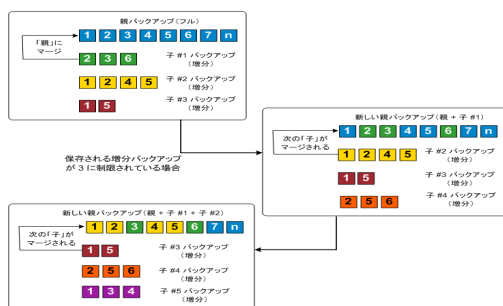 親バックアップ(フル)
「親」に
マージ
1 2 3 4 5 6 7 n
子 #1 バックアップ
(増分)
2 3 6
子 #2 バックアップ
(増分)
1 2 4 5
子 #3 バックアップ
(増分)
1 5
保存される増分バックアップ
が 3 に制限されている場合
新しい親バックアップ(親 + 子 #1)
次の「子」が
マージされる
1 2 3 4 5 6 7 n
子 #2 バックアップ
(増分)
1 2 4 5
子 #3 バックアップ
(増分)
1 5
子 #4 バックアップ
(増分)
2 5 6
新しい親バックアップ(親 + 子 #1 + 子 #2)
次の「子」が
マージされる
1 2 3 4 5 6 7 n
子 #3 バックアップ
(増分)
1 5
子 #4 バックアップ
(増分)
2 5 6
子 #5 バックアップ
(増分)
1 3 4